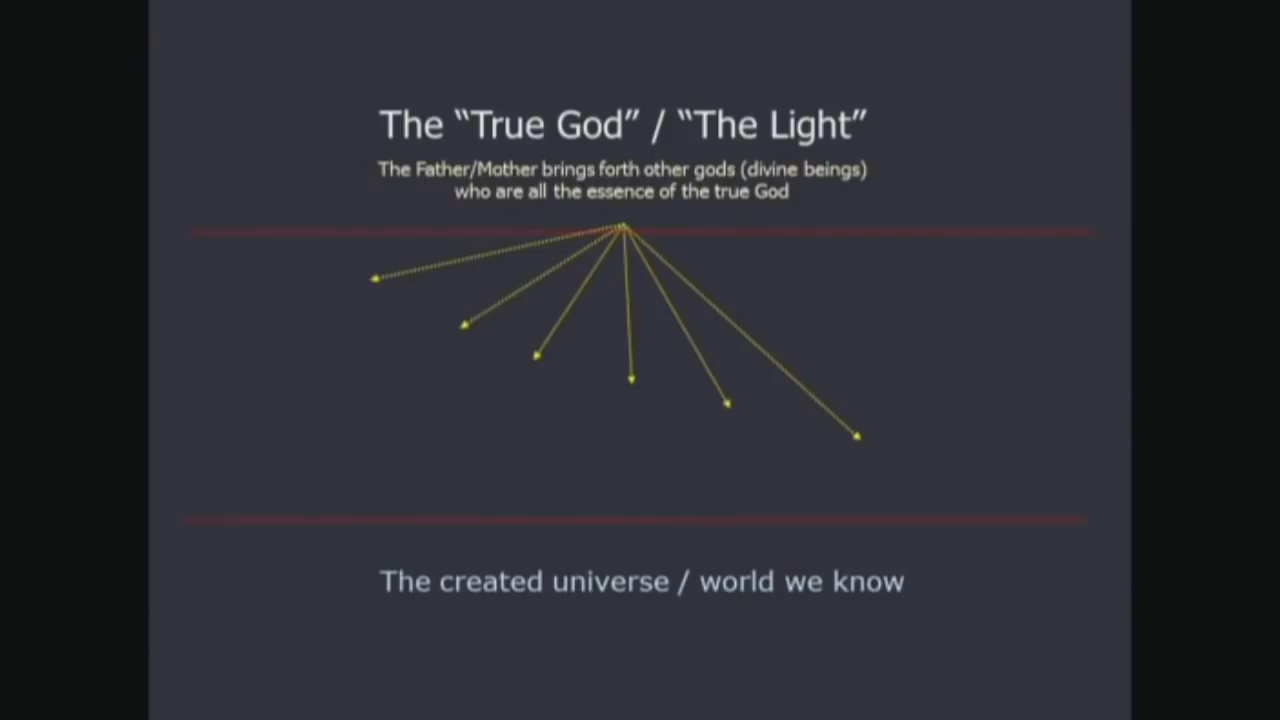 The “True God” / “The Light”
The Father/Mother brings forth other gods (divine beings)
who are all the essence of the true God
The created universe / world we know